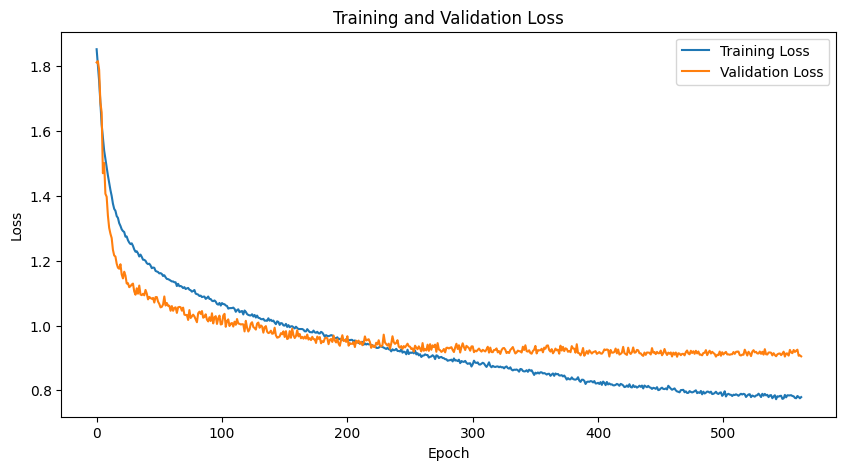 Training and Validation Loss
Training Loss
Validation Loss
1.8
1.6
1.4
1.2
1.0
0.8
Loss
0 100 200 300 400 500
Epoch